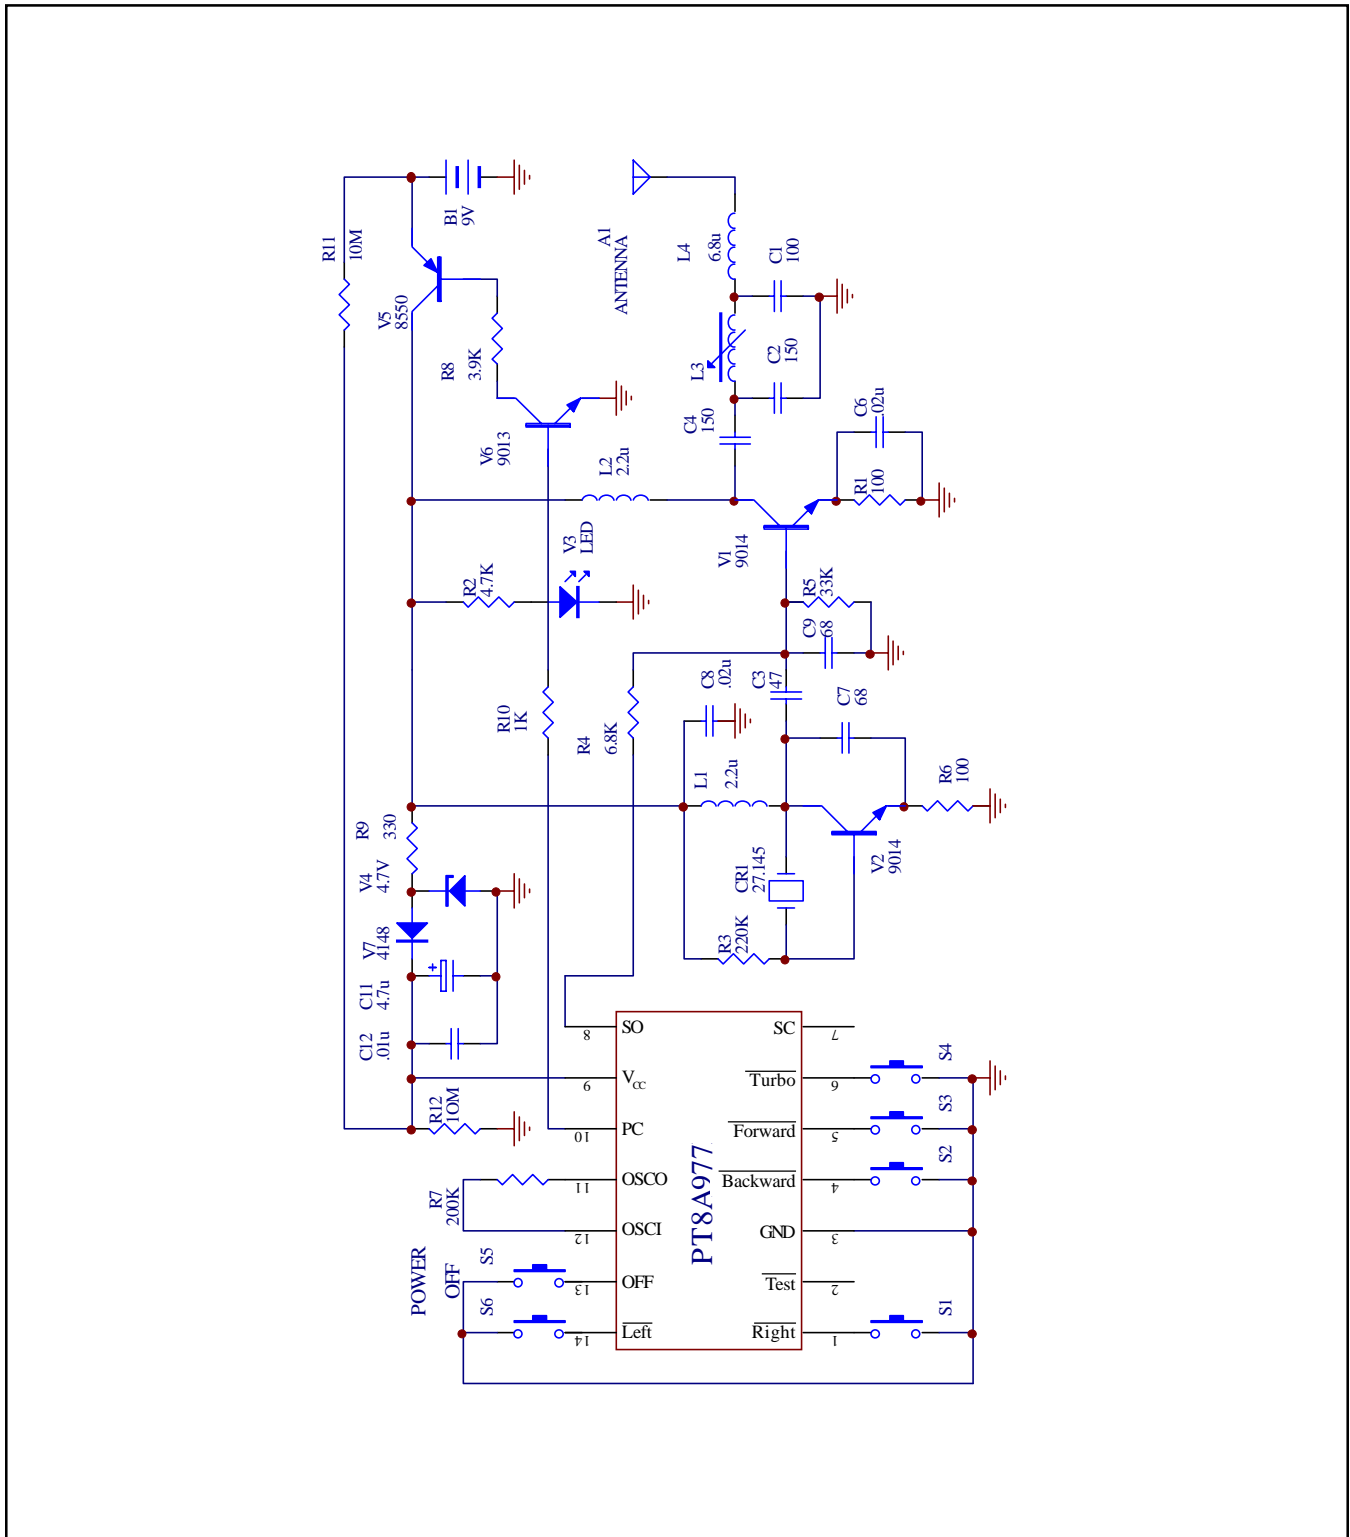 R11
10M
B1
9V
V5
8550
R8
3.9K
A1
ANTENNA
L4
6.8u
C1
100
L3
C2
150
C4
150
C6
.02u
R1
100
V6
9013
L2
2.2u
V1
9014
V3
LED
R2
4.7K
R5
33K
C9
68
C8
.02u
C3
47
C7
68
R10
1K
R4
6.8K
L1
2.2u
R6
100
R9
330
V4
4.7V
V2
9014
CR1
27.145
V7
4148
R3
220K
C11
4.7u
+
C12
.01u
R12
1OM
R7
200K
POWER
OFF
S5
S6
PT8A977
8 SO
9 VCC
10 PC
11 OSCO
12 OSCI
13 OFF
14 Left
SC 7
Turbo 6
Forward 5
Backward 4
GND 3
Test 2
Right 1
S4
S3
S2
S1